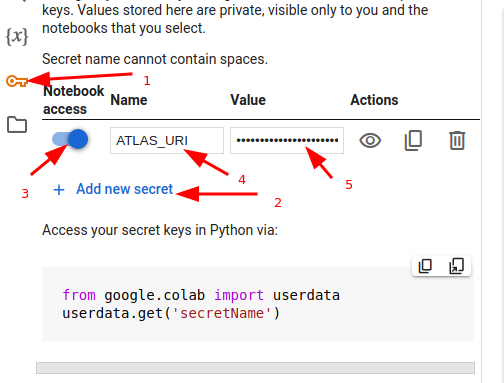 keys. Values stored here are private, visible only to you and the
notebooks that you select.
{x}
Secret name cannot contain spaces.
1
Notebook access Name Value Actions
ATLAS_URI ••••••••••••••••••••••
3 4 5
+ Add new secret
2
Access your secret keys in Python via:
from google.colab import userdata
userdata.get('secretName')